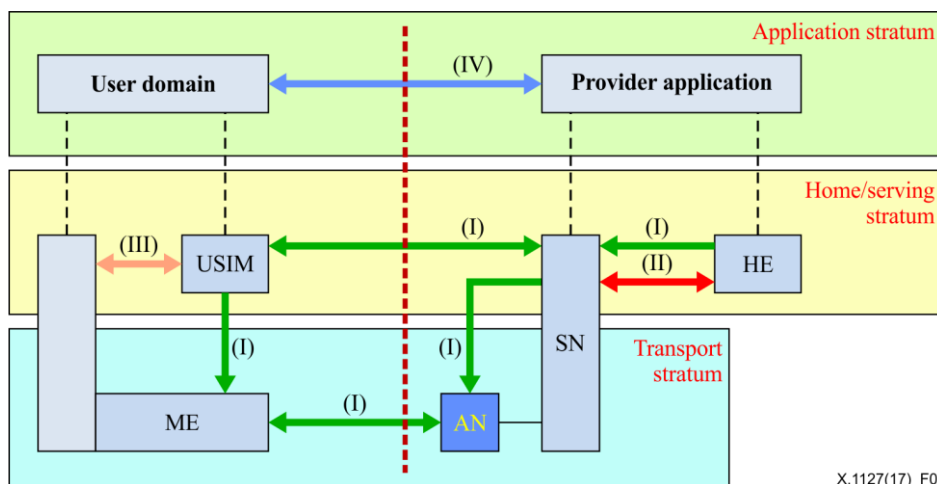 Application stratum
User domain
(IV)
Provider application
Home/serving
stratum
(III)
USIM
(I)
(I)
(II)
HE
(I)
(I)
SN
Transport
stratum
ME
(I)
AN
X.1127(17)_F0